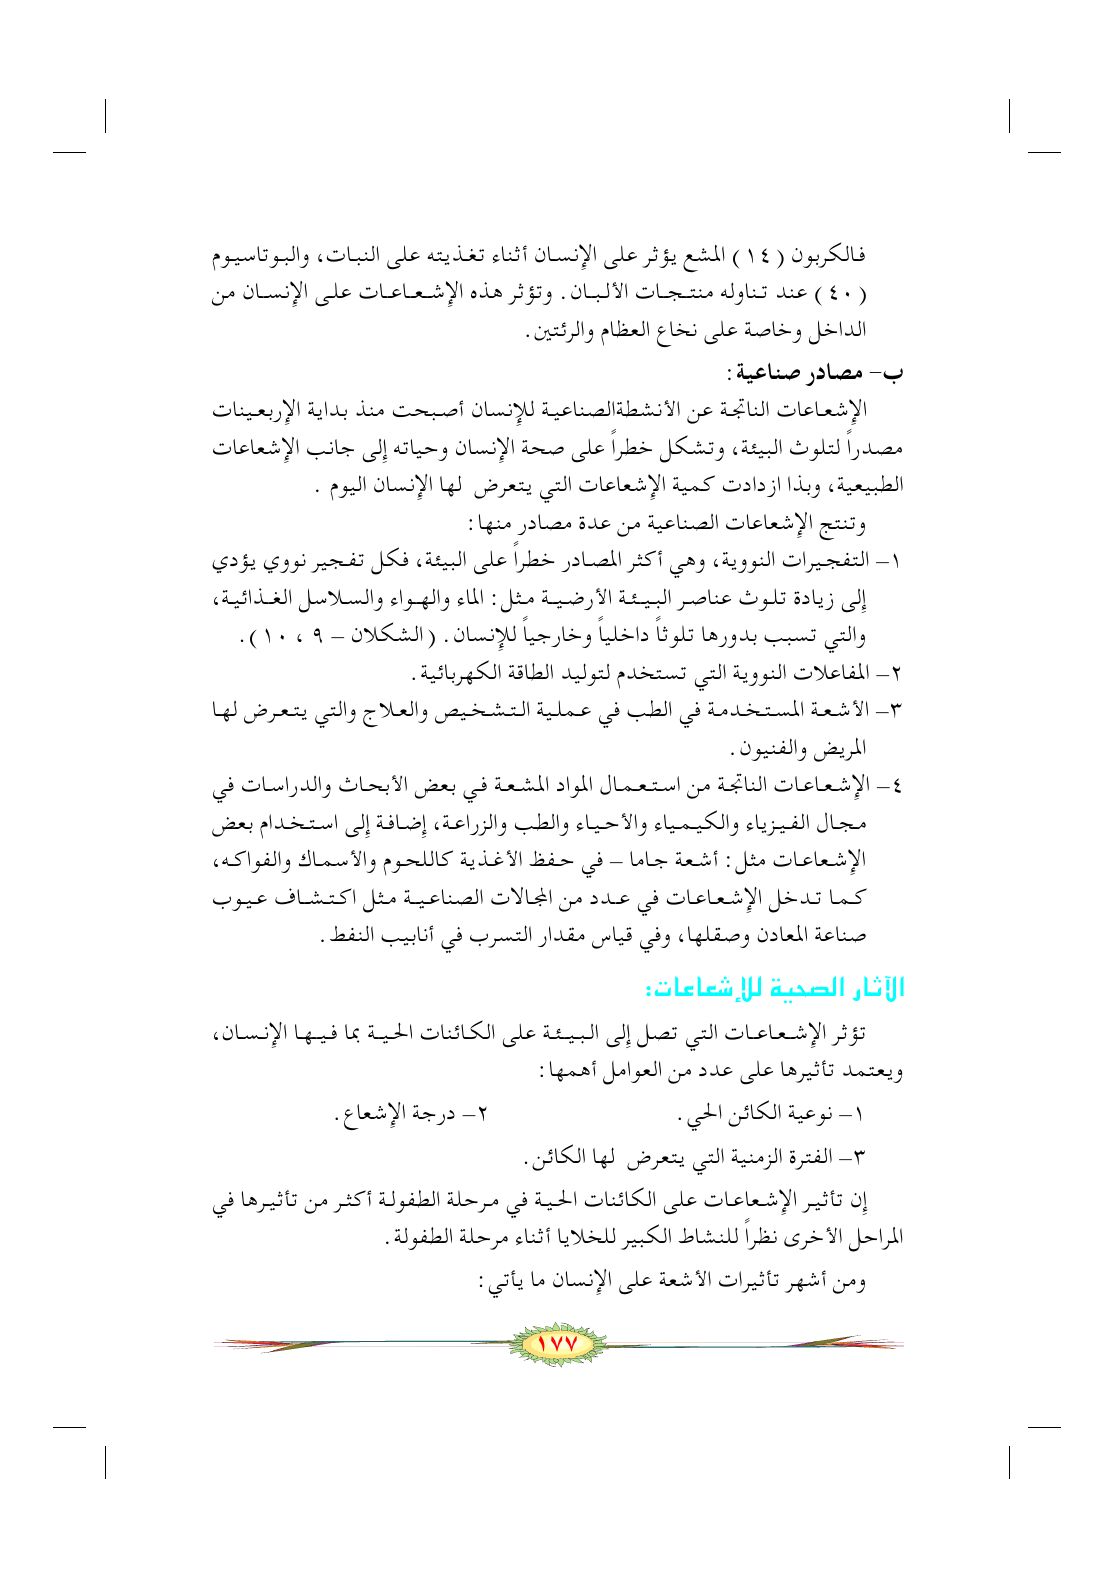 فالكربون ( ١٤ ) المشع يؤثر على الإنسان أثناء تغذيته على النبات، والبوتاسيوم
( ٤٠ ) عند تناوله منتجات الألبان. وتؤثر هذه الإشعاعات على الإنسان من
الداخل وخاصة على نخاع العظام والرئتين.
ب- مصادر صناعية :
الإشعاعات الناتجة عن الأنشطةالصناعية للإنسان أصبحت منذ بداية الإربعينات
مصدراً لتلوث البيئة، وتشكل خطراً على صحة الإنسان وحياته إلى جانب الإشعاعات
الطبيعية، وبذا ازدادت كمية الإشعاعات التي يتعرض لها الإنسان اليوم .
وتنتج الإشعاعات الصناعية من عدة مصادر منها :
١– التفجيرات النووية، وهي أكثر المصادر خطراً على البيئة، فكل تفجير نووي يؤدي
إلى زيادة تلوث عناصر البيئة الأرضية مثل : الماء والهواء والسلاسل الغذائية،
والتي تسبب بدورها تلوثاً داخلياً وخارجياً للإنسان. ( الشكلان – ٩ ، ١٠ ).
٢– المفاعلات النووية التي تستخدم لتوليد الطاقة الكهربائية.
٣– الأشعة المستخدمة في الطب في عملية التشخيص والعلاج والتي يتعرض لها
المريض والفنيون.
٤– الإشعاعات الناتجة من استعمال المواد المشعة في بعض الأبحاث والدراسات في
مجال الفيزياء والكيمياء والأحياء والطب والزراعة، إضافة إلى استخدام بعض
الإشعاعات مثل : أشعة جاما – في حفظ الأغذية كاللحوم والأسماك والفواكه،
كما تدخل الإشعاعات في عدد من المجالات الصناعية مثل اكتشاف عيوب
صناعة المعادن وصقلها، وفي قياس مقدار التسرب في أنابيب النفط.
الآثار الصحية للإشعاعات:
تؤثر الإشعاعات التي تصل إلى البيئة على الكائنات الحية بما فيها الإنسان،
ويعتمد تأثيرها على عدد من العوامل أهمها :
١– نوعية الكائن الحي. ٢– درجة الإشعاع.
٣– الفترة الزمنية التي يتعرض لها الكائن.
إن تأثير الإشعاعات على الكائنات الحية في مرحلة الطفولة أكثر من تأثيرها في
المراحل الأخرى نظراً للنشاط الكبير للخلايا أثناء مرحلة الطفولة.
ومن أشهر تأثيرات الأشعة على الإنسان ما يأتي :
١٧٧